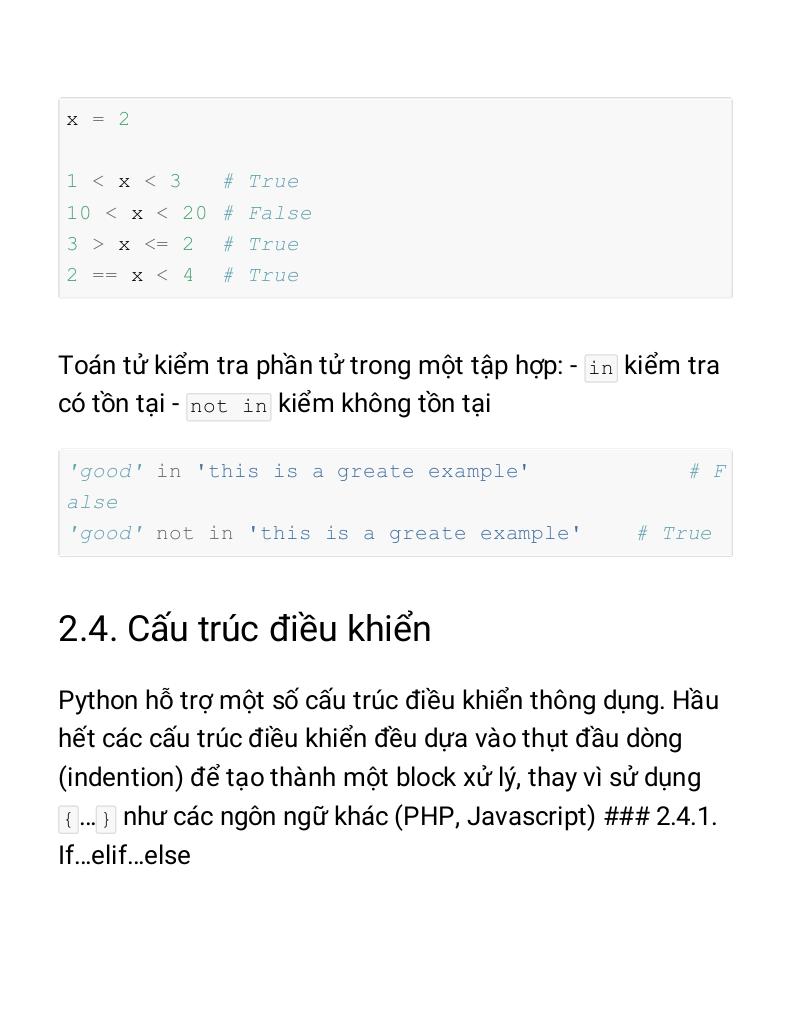 x = 2
1 < x < 3   # True
10 < x < 20 # False
3 > x <= 2  # True
2 == x < 4  # True
Toán tử kiểm tra phần tử trong một tập hợp: - in kiểm tra
có tồn tại - not in kiểm không tồn tại
'good' in 'this is a greate example'            # F
alse
'good' not in 'this is a greate example'    # True
2.4. Cấu trúc điều khiển
Python hỗ trợ một số cấu trúc điều khiển thông dụng. Hầu
hết các cấu trúc điều khiển đều dựa vào thụt đầu dòng
(indention) để tạo thành một block xử lý, thay vì sử dụng
{...} như các ngôn ngữ khác (PHP, Javascript) ### 2.4.1.
If...elif...else